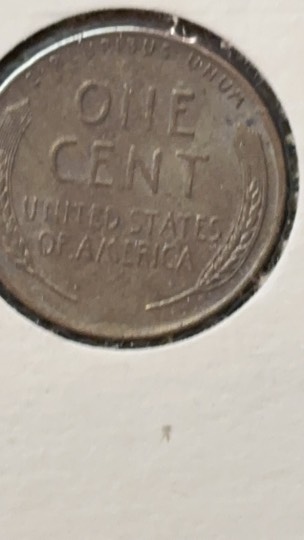 E PLURIBUS UNUM
ONE
CENT
UNITED STATES
OF AMERICA